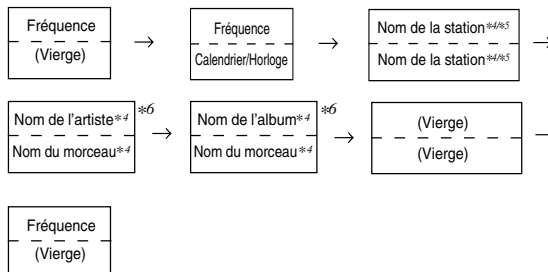 Fréquence
(Vierge)
→
Fréquence
Calendrier/Horloge
→
Nom de la station*4/*5
Nom de la station*4/*5
→
Nom de l'artiste*4
Nom du morceau*4
*6
→
Nom de l'album*4
Nom du morceau*4
*6
→
(Vierge)
(Vierge)
Fréquence
(Vierge)